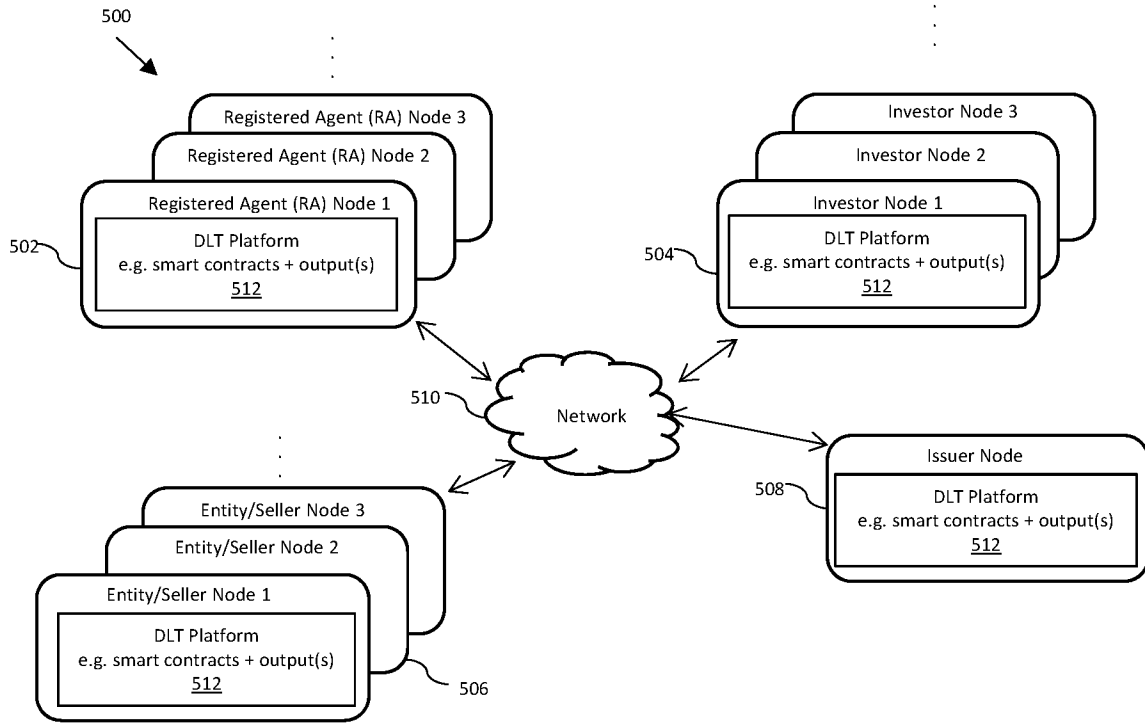 500
Registered Agent (RA) Node 3
Registered Agent (RA) Node 2
Registered Agent (RA) Node 1
DLT Platform
e.g. smart contracts + output(s)
512
502
Investor Node 3
Investor Node 2
Investor Node 1
DLT Platform
e.g. smart contracts + output(s)
512
504
510
Network
Issuer Node
DLT Platform
e.g. smart contracts + output(s)
512
508
Entity/Seller Node 3
Entity/Seller Node 2
Entity/Seller Node 1
DLT Platform
e.g. smart contracts + output(s)
512
506